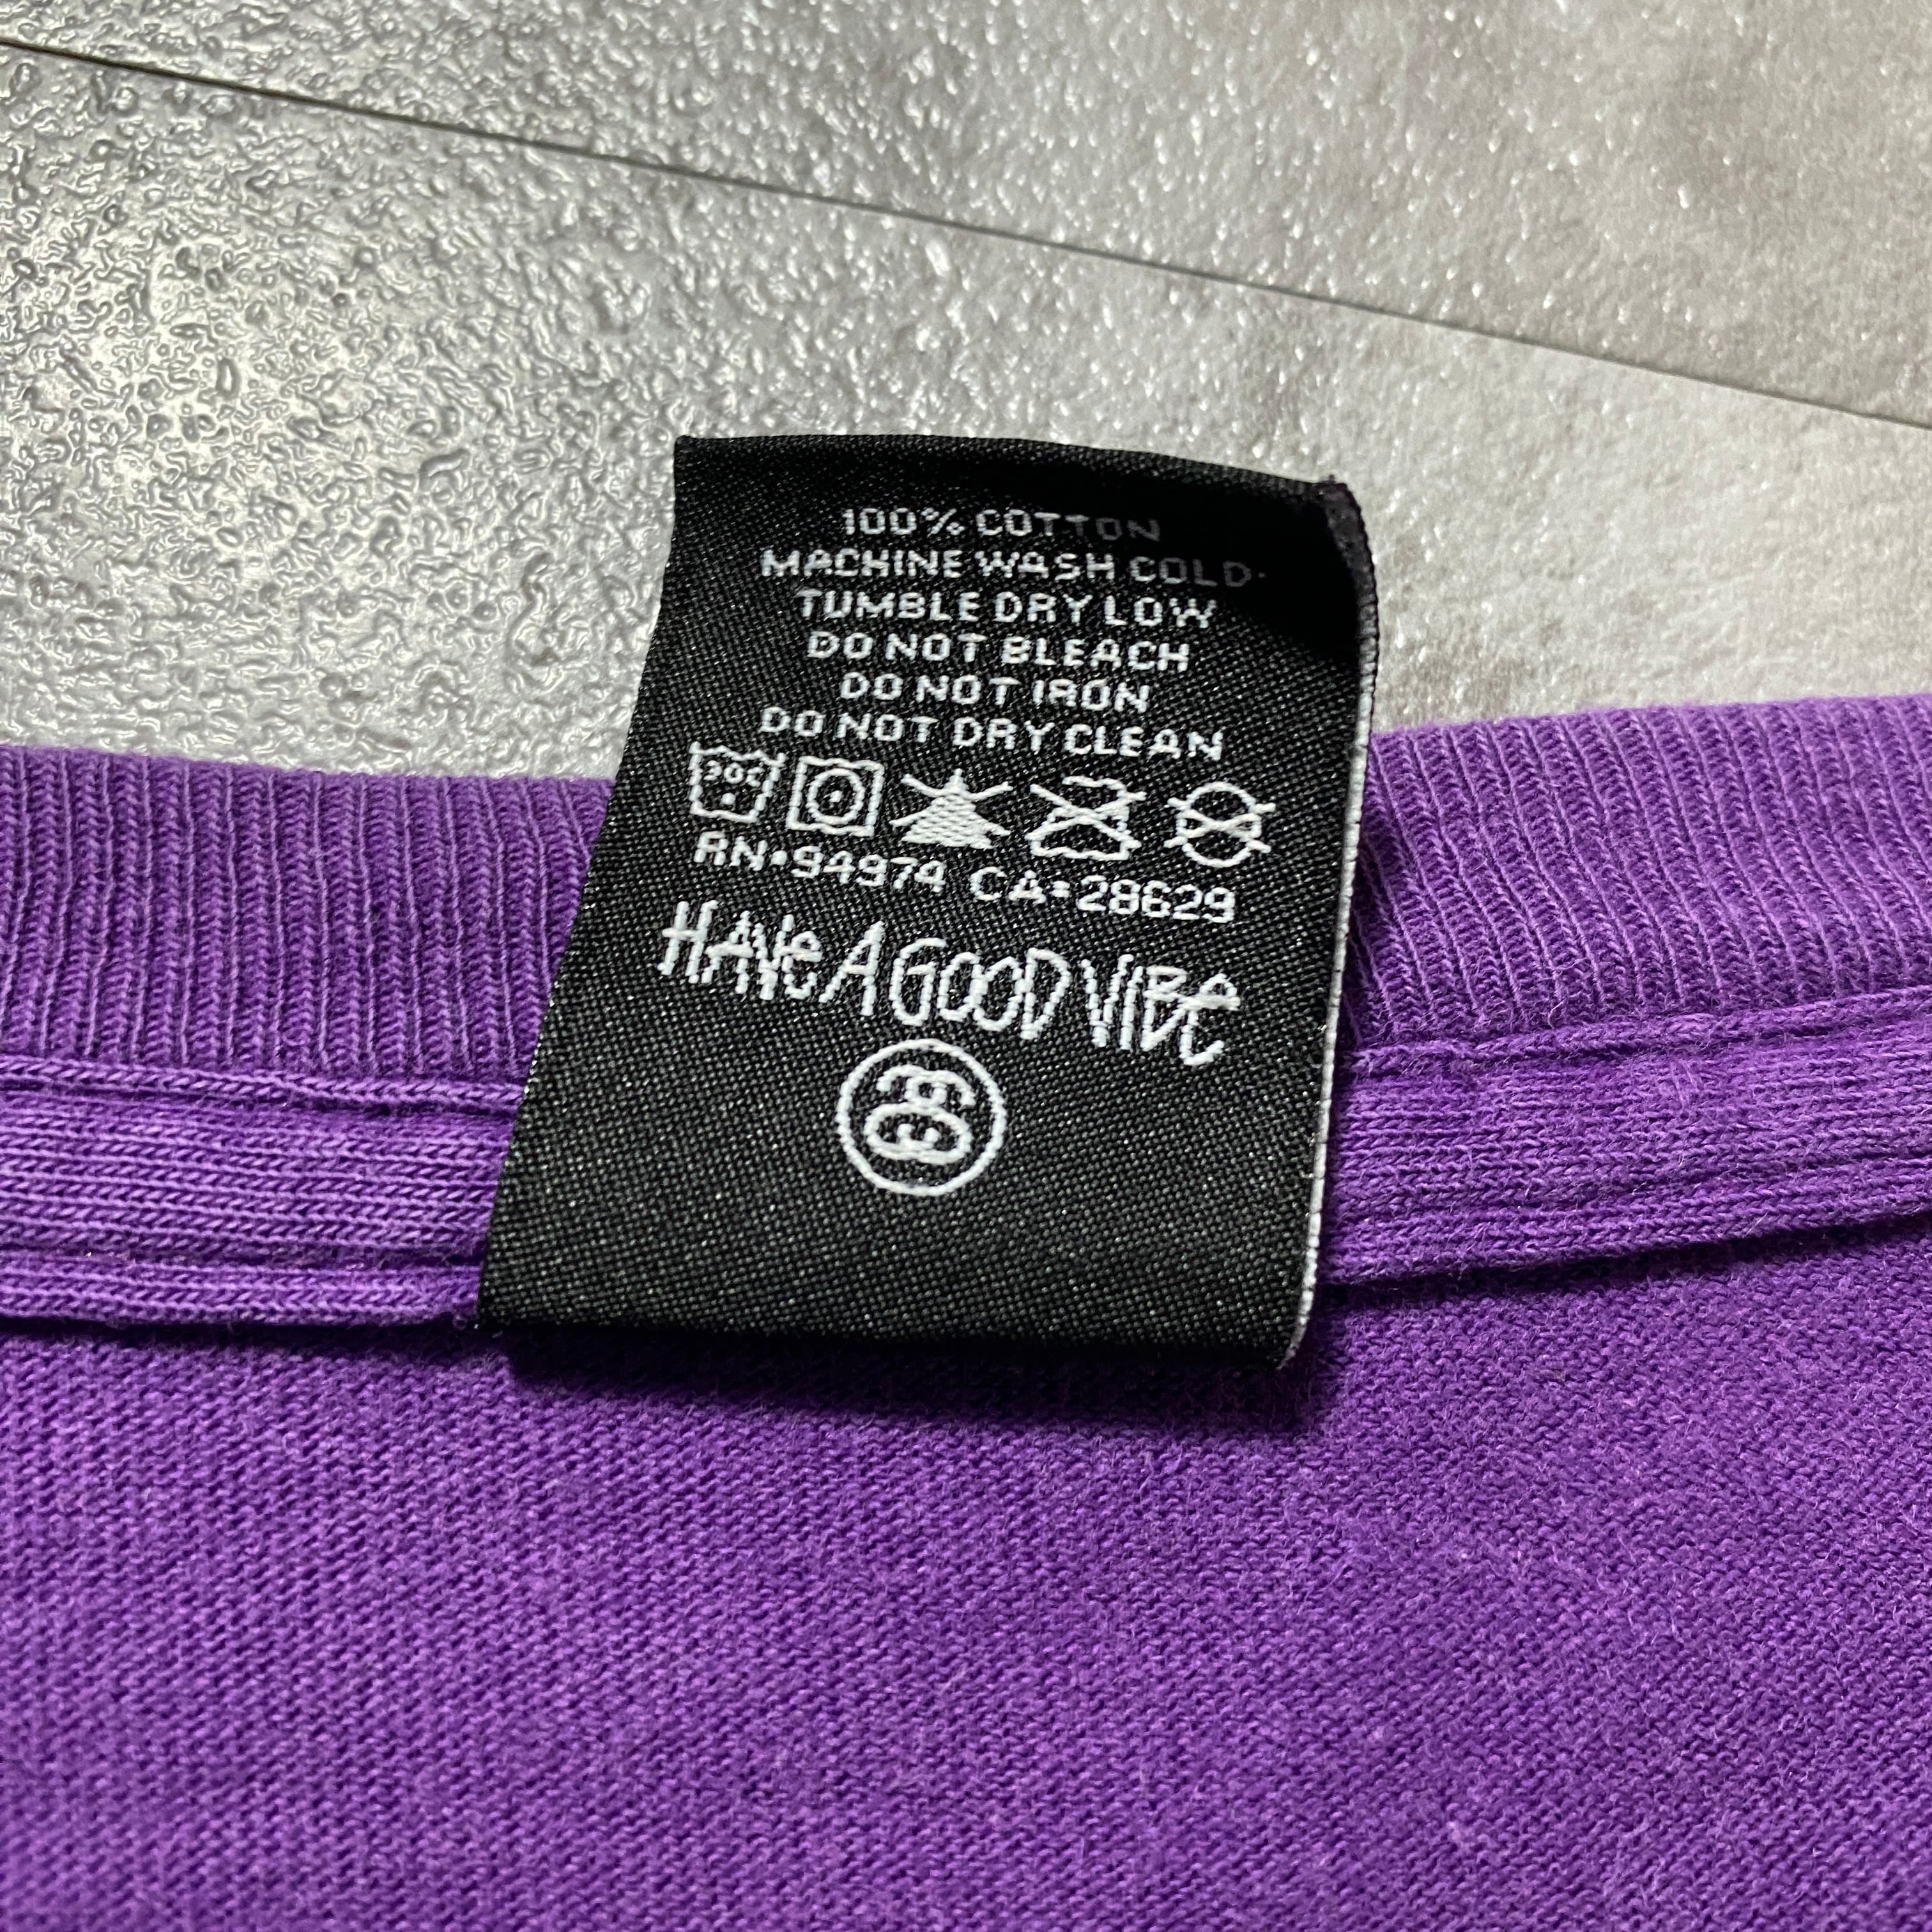 100% COTTON
MACHINE WASH COLD
TUMBLE DRY LOW
DO NOT BLEACH
DO NOT IRON
DO NOT DRY CLEAN
30C
RN•94974 CA•28629
HAVE A GOOD VIBE